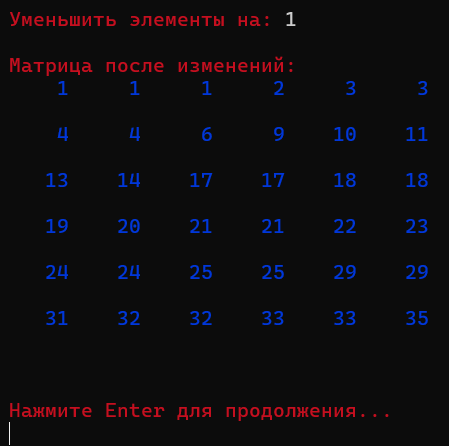 Уменьшить элементы на: 1
Матрица после изменений:
1 1 1 2 3 3
4 4 6 9 10 11
13 14 17 17 18 18
19 20 21 21 22 23
24 24 25 25 29 29
31 32 32 33 33 35
Нажмите Enter для продолжения...